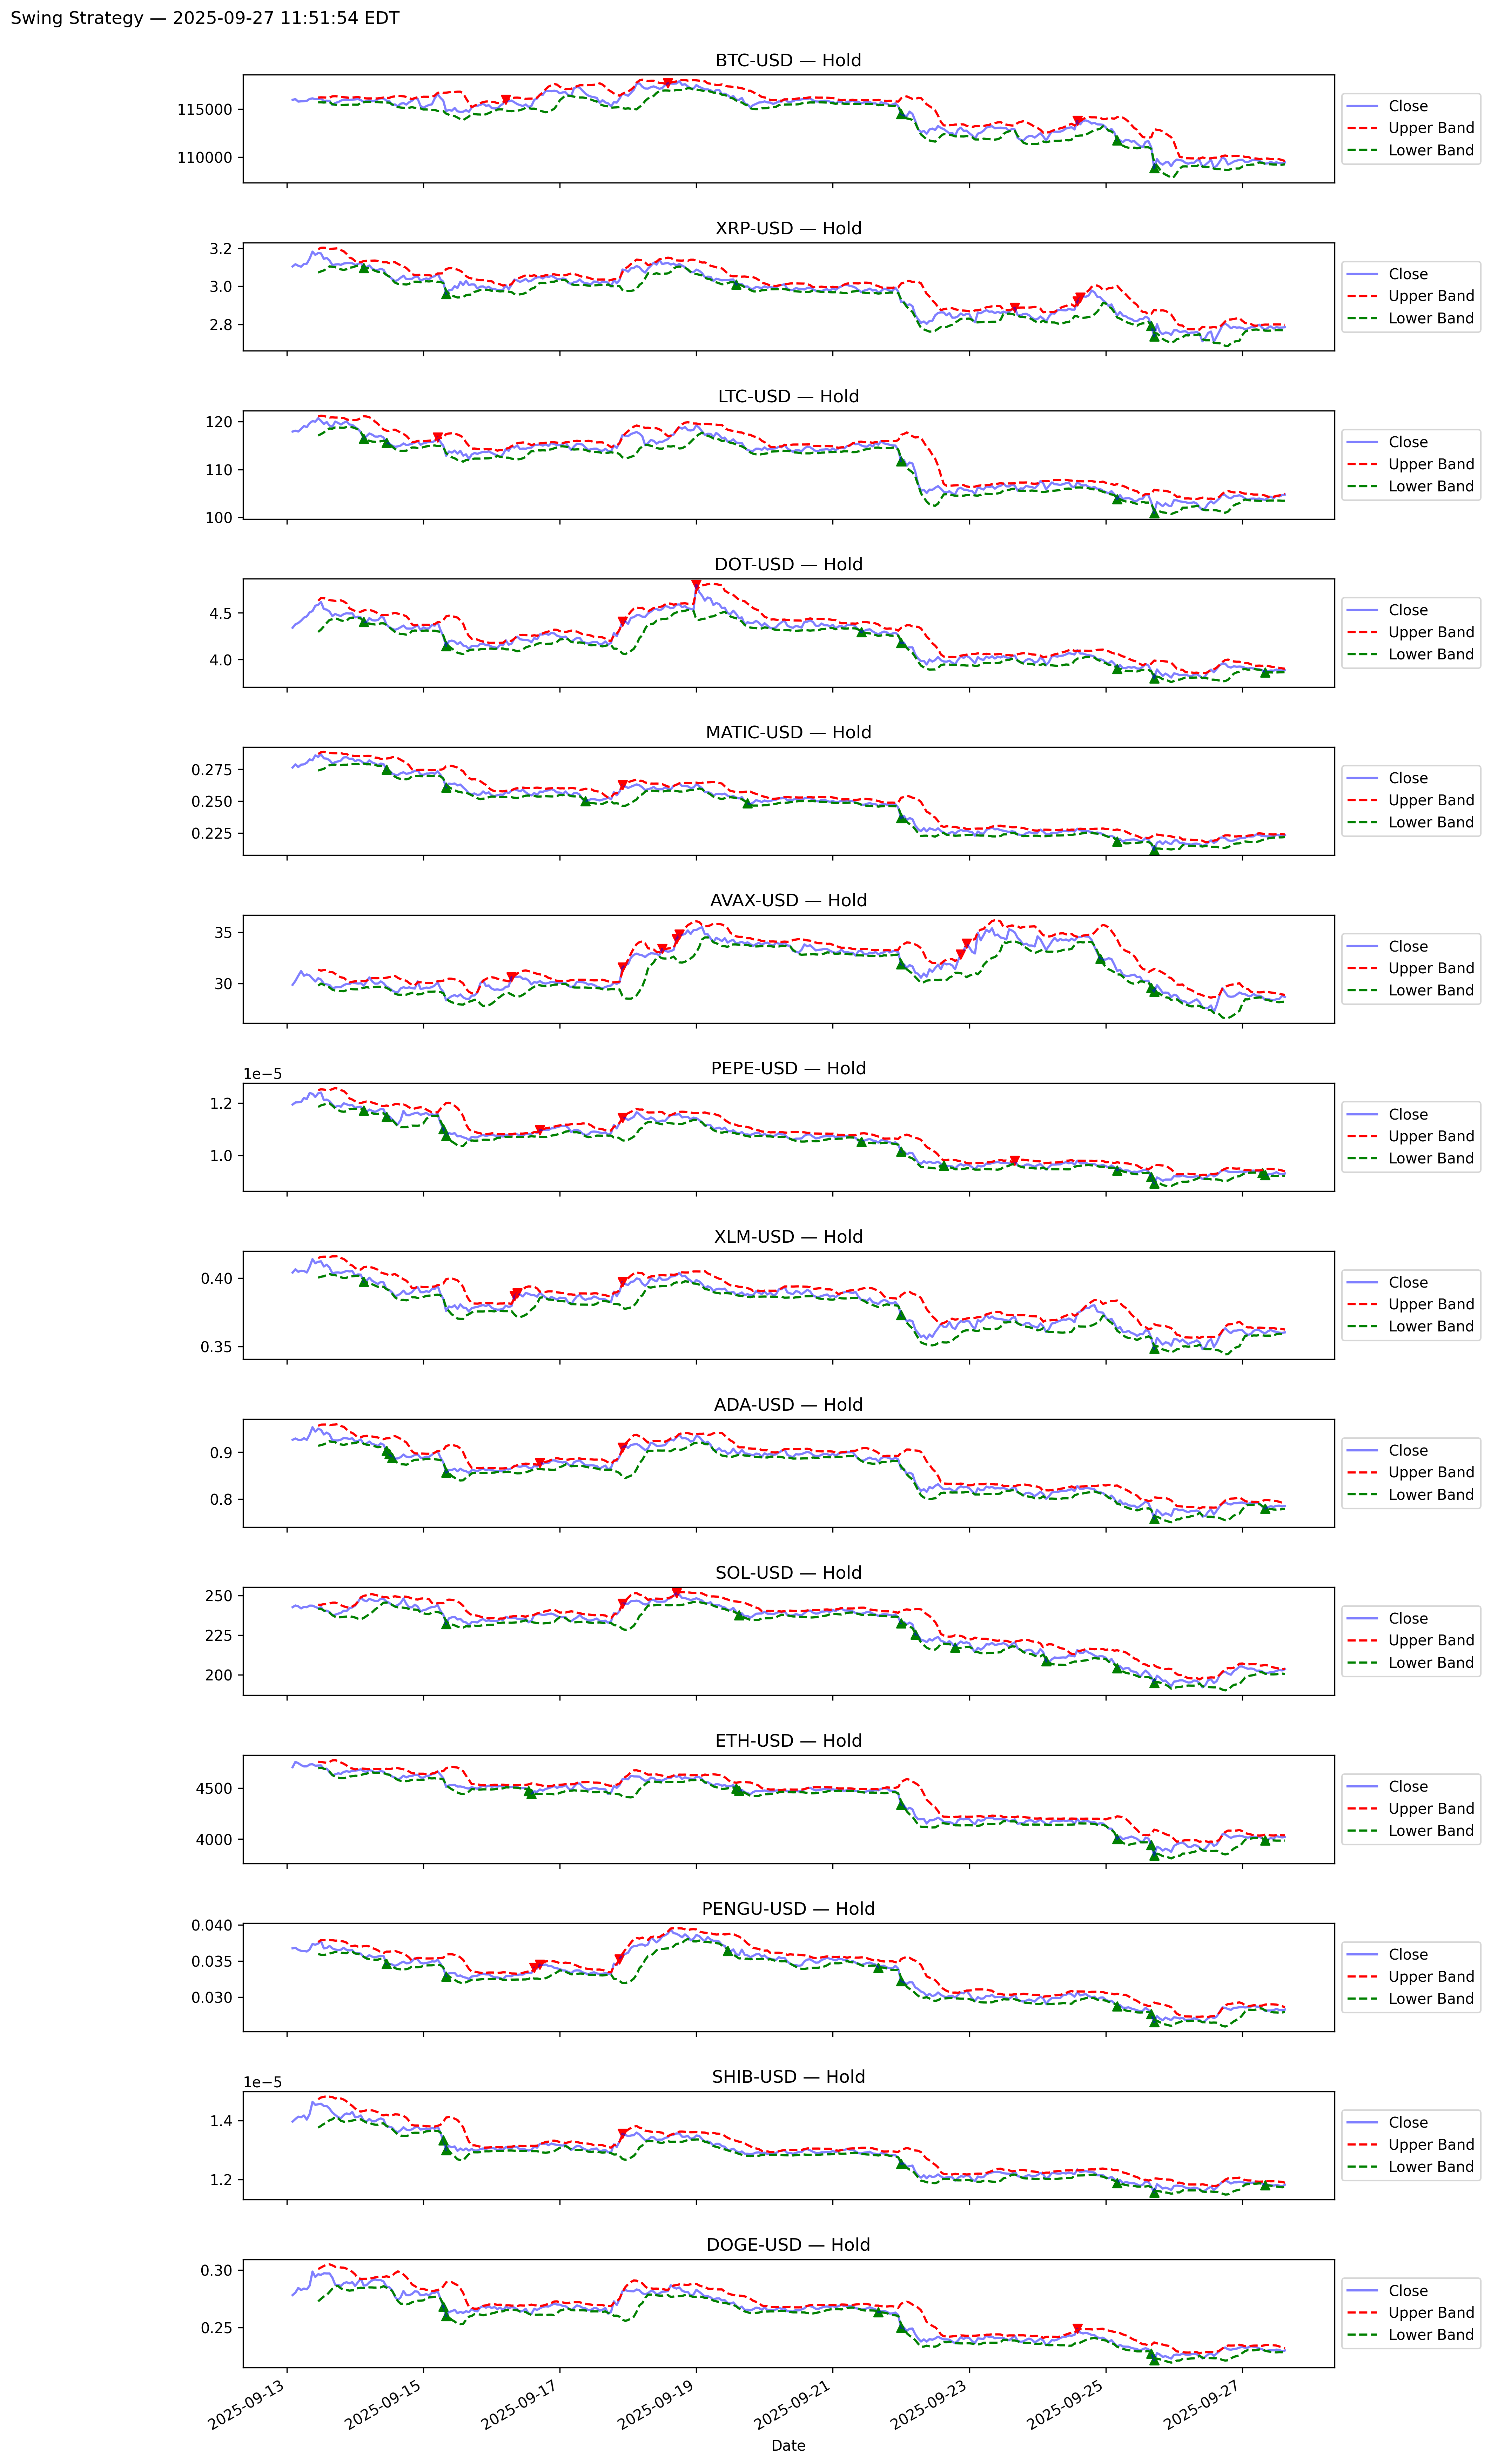 Swing Strategy — 2025-09-27 11:51:54 EDT
BTC-USD — Hold
115000
110000
Close
Upper Band
Lower Band
XRP-USD — Hold
3.2
3.0
2.8
Close
Upper Band
Lower Band
LTC-USD — Hold
120
110
100
Close
Upper Band
Lower Band
DOT-USD — Hold
4.5
4.0
Close
Upper Band
Lower Band
MATIC-USD — Hold
0.275
0.250
0.225
Close
Upper Band
Lower Band
AVAX-USD — Hold
35
30
Close
Upper Band
Lower Band
PEPE-USD — Hold
1e−5
1.2
1.0
Close
Upper Band
Lower Band
XLM-USD — Hold
0.40
0.35
Close
Upper Band
Lower Band
ADA-USD — Hold
0.9
0.8
Close
Upper Band
Lower Band
SOL-USD — Hold
250
225
200
Close
Upper Band
Lower Band
ETH-USD — Hold
4500
4000
Close
Upper Band
Lower Band
PENGU-USD — Hold
0.040
0.035
0.030
Close
Upper Band
Lower Band
SHIB-USD — Hold
1e−5
1.4
1.2
Close
Upper Band
Lower Band
DOGE-USD — Hold
0.30
0.25
Close
Upper Band
Lower Band
2025-09-13
2025-09-15
2025-09-17
2025-09-19
2025-09-21
2025-09-23
2025-09-25
2025-09-27
Date